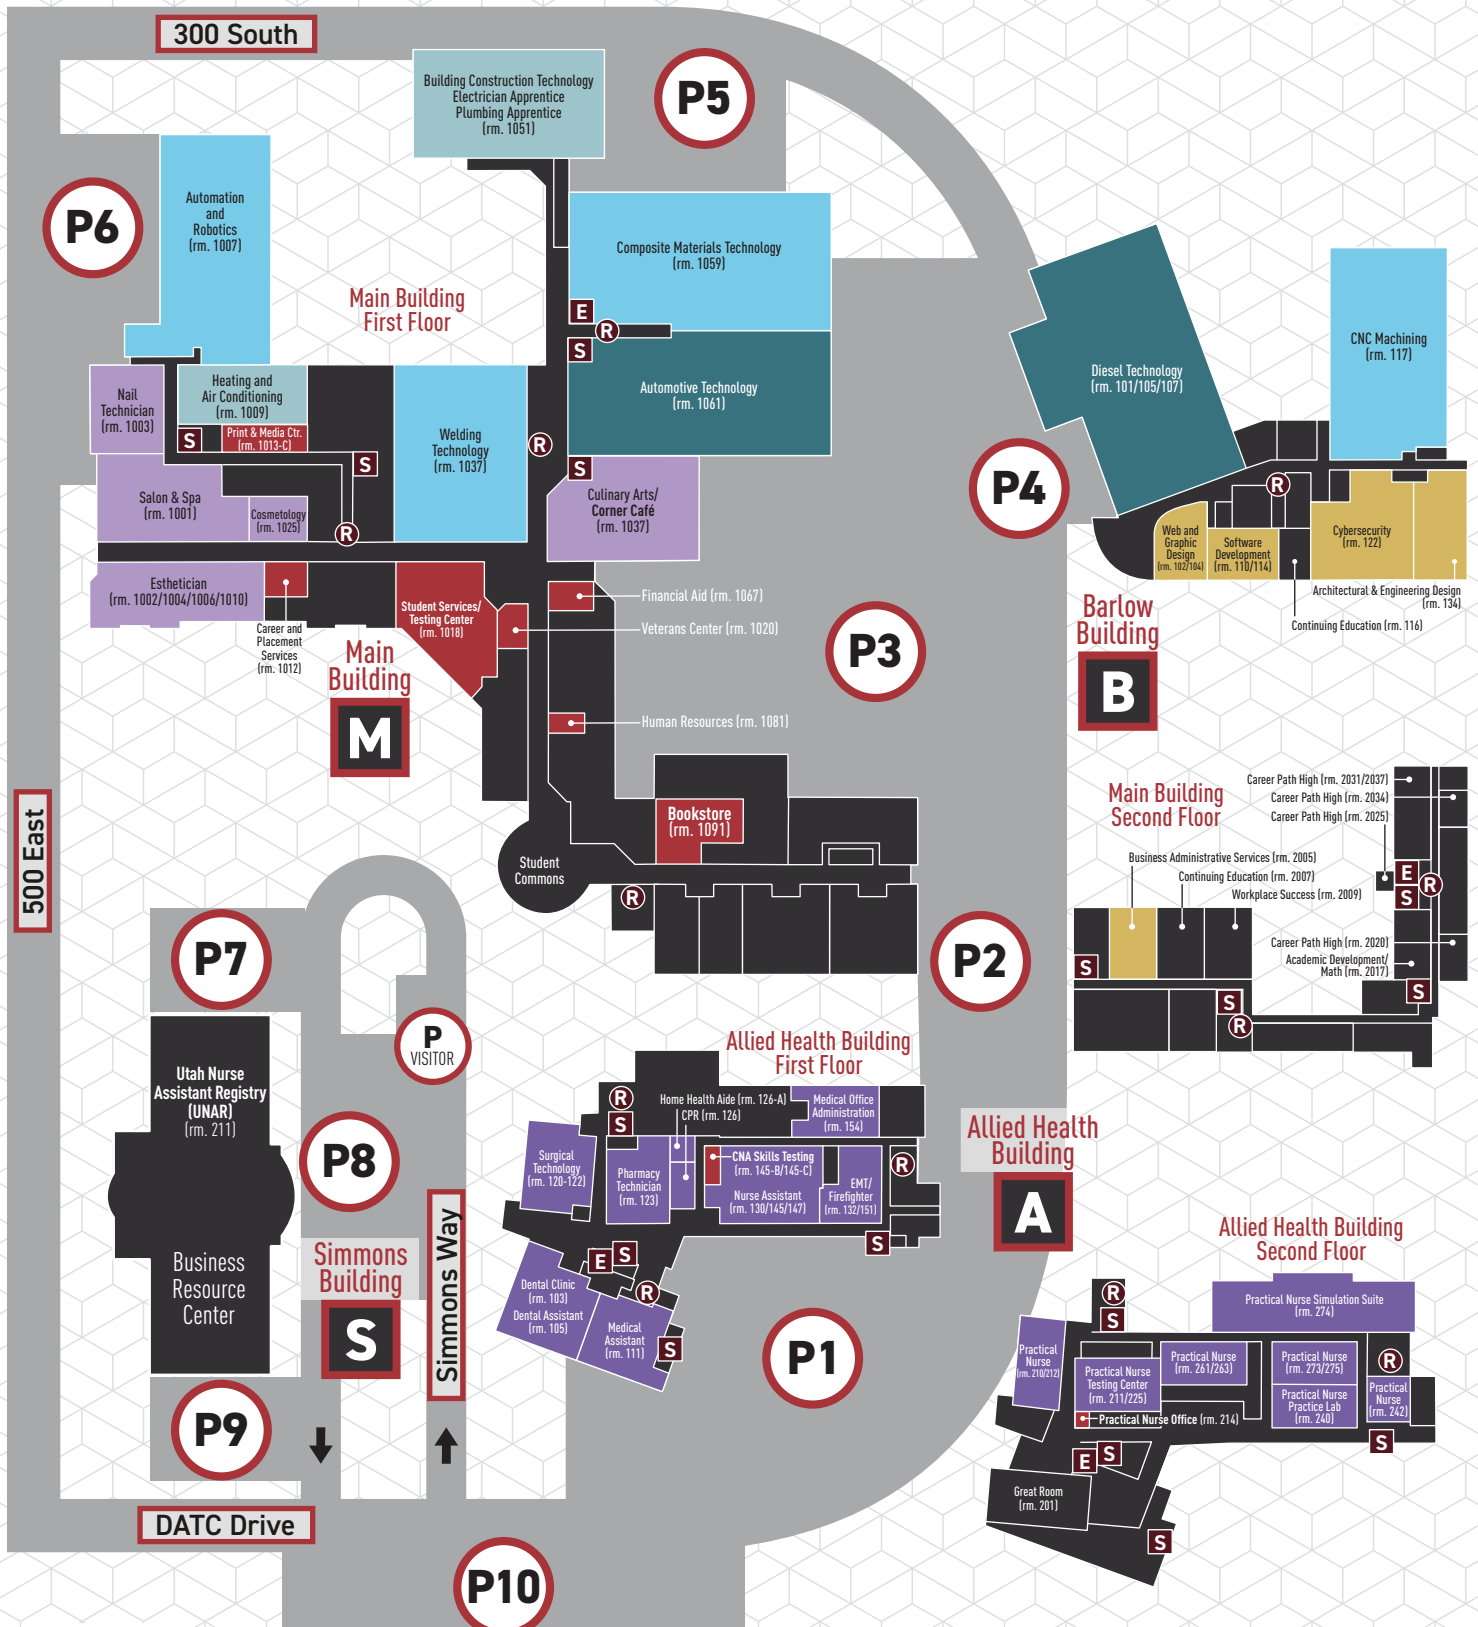 300 South
P5
Building Construction Technology
Electrician Apprentice
Plumbing Apprentice
(rm. 1051)
P6
Automation
and
Robotics
(rm. 1007)
Composite Materials Technology
(rm. 1059)
Main Building
First Floor
E
R
S
Automotive Technology
(rm. 1061)
Nail
Technician
(rm. 1003)
Heating and
Air Conditioning
(rm. 1009)
S
Print & Media Ctr.
(rm. 1013-C)
S
Welding
Technology
(rm. 1037)
R
S
Culinary Arts/
Corner Café
(rm. 1037)
Salon & Spa
(rm. 1001)
Cosmetology
(rm. 1025)
R
Esthetician
(rm. 1002/1004/1006/1010)
Career and
Placement
Services
(rm. 1012)
Student Services/
Testing Center
(rm. 1018)
Financial Aid (rm. 1067)
Veterans Center (rm. 1020)
Human Resources (rm. 1081)
Main
Building
M
P3
Bookstore
(rm. 1091)
Student
Commons
R
Diesel Technology
(rm. 101/105/107)
CNC Machining
(rm. 117)
P4
R
Web and
Graphic
Design
(rm. 102/104)
Software
Development
(rm. 110/114)
Cybersecurity
(rm. 122)
Architectural & Engineering Design
(rm. 134)
Continuing Education (rm. 116)
Barlow
Building
B
Main Building
Second Floor
Career Path High (rm. 2031/2037)
Career Path High (rm. 2034)
Career Path High (rm. 2025)
Business Administrative Services (rm. 2005)
Continuing Education (rm. 2007)
Workplace Success (rm. 2009)
E
R
S
Career Path High (rm. 2020)
Academic Development/
Math (rm. 2017)
S
S
S
R
500 East
P7
P2
P
VISITOR
Utah Nurse
Assistant Registry
(UNAR)
(rm. 211)
Business
Resource
Center
P8
Simmons
Building
S
Simmons Way
P9
DATC Drive
P10
Allied Health Building
First Floor
R
S
Home Health Aide (rm. 126-A)
CPR (rm. 126)
Medical Office
Administration
(rm. 154)
Surgical
Technology
(rm. 120-122)
Pharmacy
Technician
(rm. 123)
CNA Skills Testing
(rm. 145-B/145-C)
Nurse Assistant
(rm. 130/145/147)
EMT/
Firefighter
(rm. 132/151)
R
S
E
S
R
Dental Clinic
(rm. 103)
Dental Assistant
(rm. 105)
Medical
Assistant
(rm. 111)
S
P1
Allied Health
Building
A
Allied Health Building
Second Floor
R
S
Practical Nurse Simulation Suite
(rm. 274)
Practical
Nurse
(rm. 210/212)
Practical Nurse
Testing Center
(rm. 211/225)
Practical Nurse
(rm. 261/263)
Practical Nurse
(rm. 273/275)
Practical Nurse
Practice Lab
(rm. 240)
R
Practical
Nurse
(rm. 242)
Practical Nurse Office (rm. 214)
S
E
S
Great Room
(rm. 201)
S